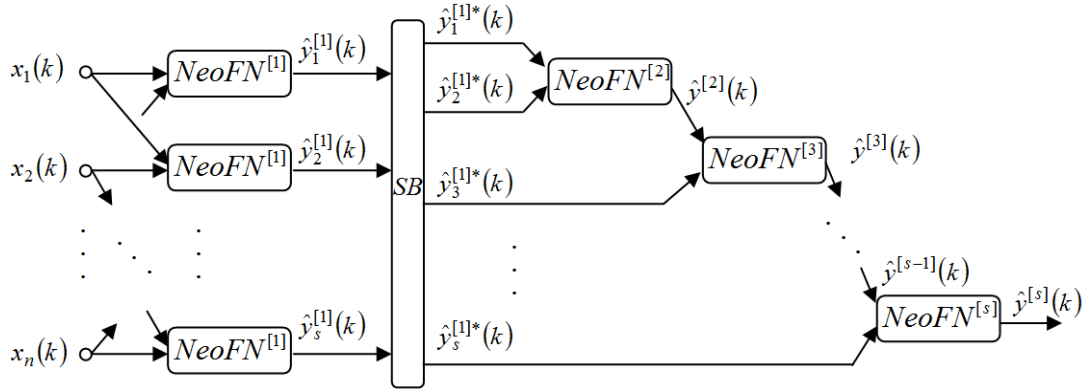 x₁(k) NeoFN^[1] ŷ₁^[1](k) ŷ₁^[1]*(k)
ŷ₂^[1]*(k) NeoFN^[2] ŷ^[2](k)
x₂(k) NeoFN^[1] ŷ₂^[1](k) SB ŷ₃^[1]*(k) NeoFN^[3] ŷ^[3](k)
ŷ^[s−1](k)
NeoFN^[s] ŷ^[s](k)
xₙ(k) NeoFN^[1] ŷₛ^[1](k) ŷₛ^[1]*(k)